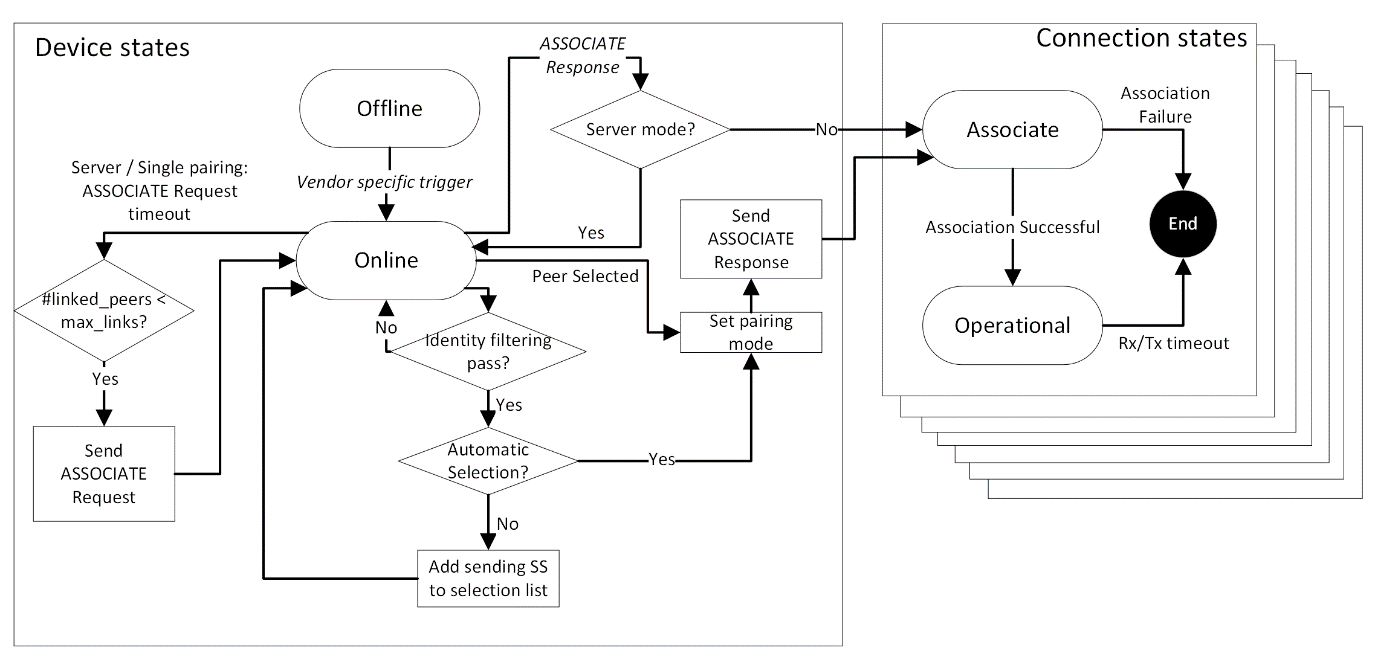 Device states
Offline
Vendor specific trigger
Server / Single pairing:
ASSOCIATE Request
timeout
Online
#linked_peers <
max_links?
Yes
Send
ASSOCIATE
Request
ASSOCIATE
Response
Server mode?
No
Yes
Peer Selected
No
Identity filtering
pass?
Yes
Automatic
Selection?
Yes
No
Add sending SS
to selection list
Send
ASSOCIATE
Response
Set pairing
mode
Connection states
Associate
Association
Failure
Association Successful
End
Operational
Rx/Tx timeout